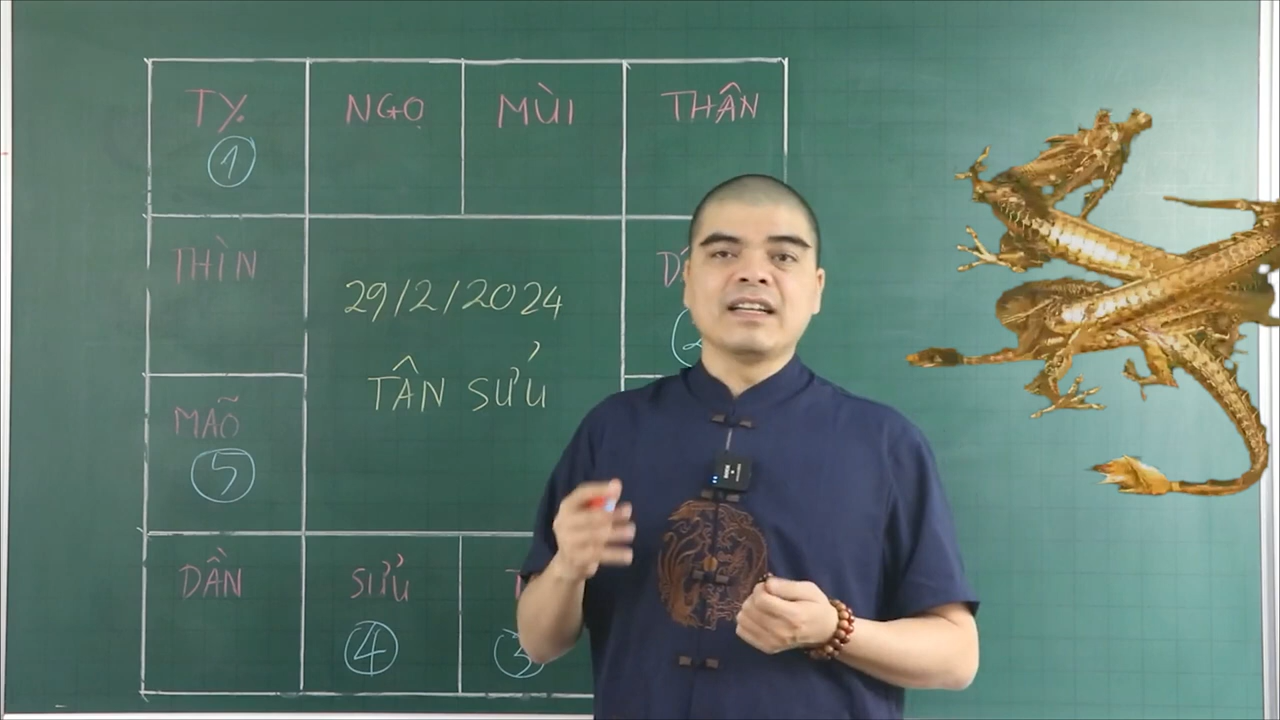 TỴ NGỌ MÙI THÂN
1
THÌN
29/2/2024
TÂN SỬU
MÃO
5
DẦN SỬU
4 3